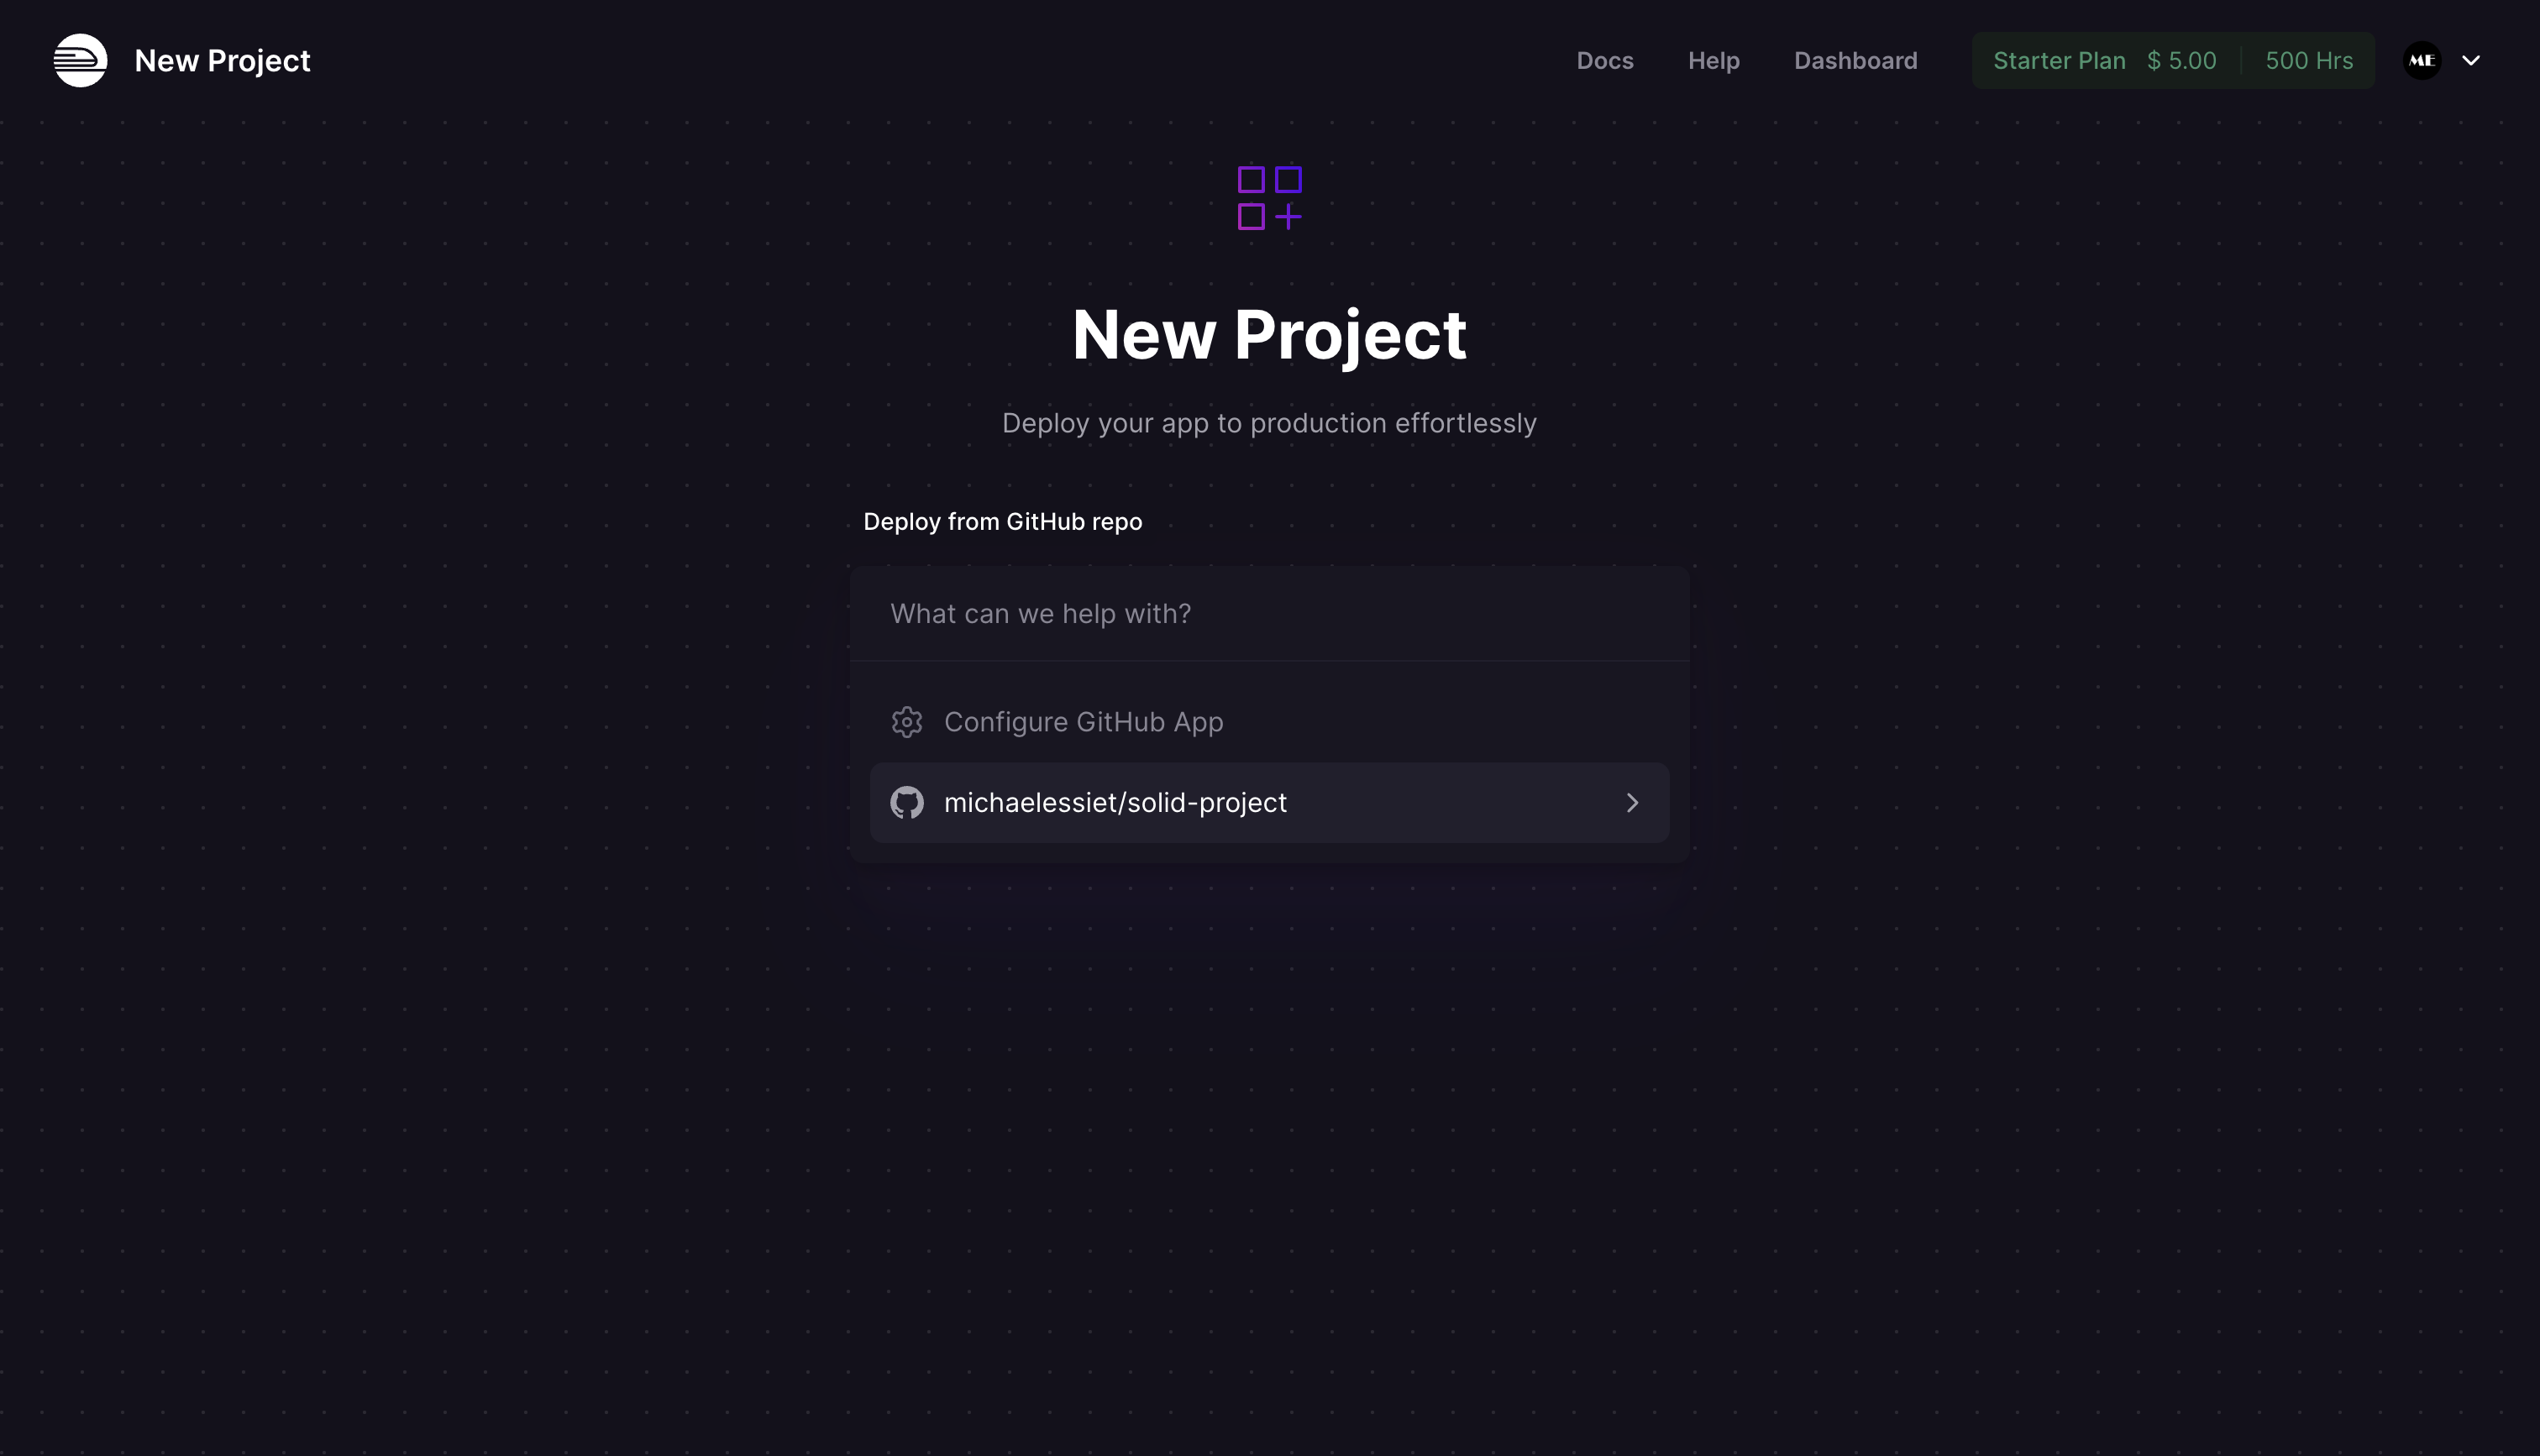 New Project
Docs
Help
Dashboard
Starter Plan $ 5.00 500 Hrs
ME
New Project
Deploy your app to production effortlessly
Deploy from GitHub repo
What can we help with?
Configure GitHub App
michaelessiet/solid-project